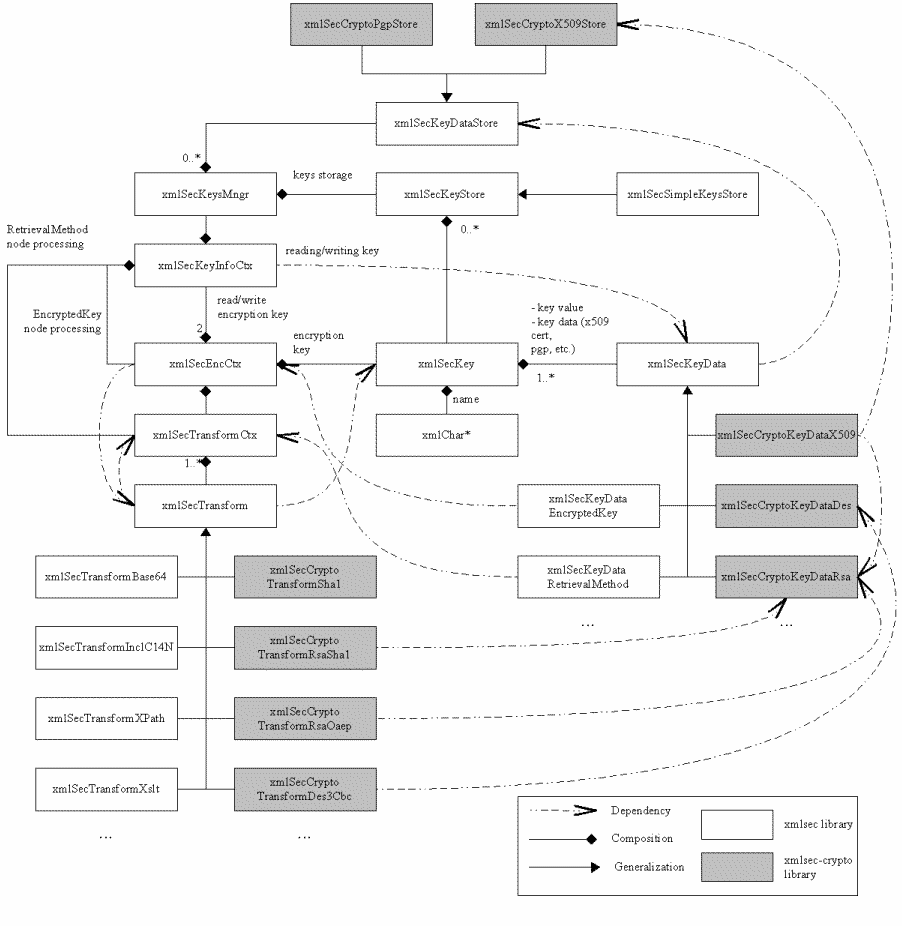 xmlSecCryptoPgpStore
xmlSecCryptoX509Store
xmlSecKeyDataStore
0..*
keys storage
xmlSecKeysMngr
xmlSecKeyStore
xmlSecSimpleKeysStore
RetrievalMethod
node processing
0..*
reading/writing key
xmlSecKeyInfoCtx
EncryptedKey
node processing
read/write
encryption key
2
encryption
key
- key value
- key data (x509
cert,
pgp, etc.)
1..*
xmlSecEncCtx
xmlSecKey
xmlSecKeyData
name
xmlSecTransformCtx
xmlChar*
xmlSecCryptoKeyDataX509
1..*
xmlSecTransform
xmlSecKeyData
EncryptedKey
xmlSecCryptoKeyDataDes
xmlSecTransformBase64
xmlSecCrypto
TransformSha1
xmlSecKeyData
RetrievalMethod
xmlSecCryptoKeyDataRsa
...
...
xmlSecTransformInclC14N
xmlSecCrypto
TransformRsaSha1
xmlSecTransformXPath
xmlSecCrypto
TransformRsaOaep
xmlSecTransformXslt
xmlSecCrypto
TransformDes3Cbc
...
...
Dependency
Composition
Generalization
xmlsec library
xmlsec-crypto
library